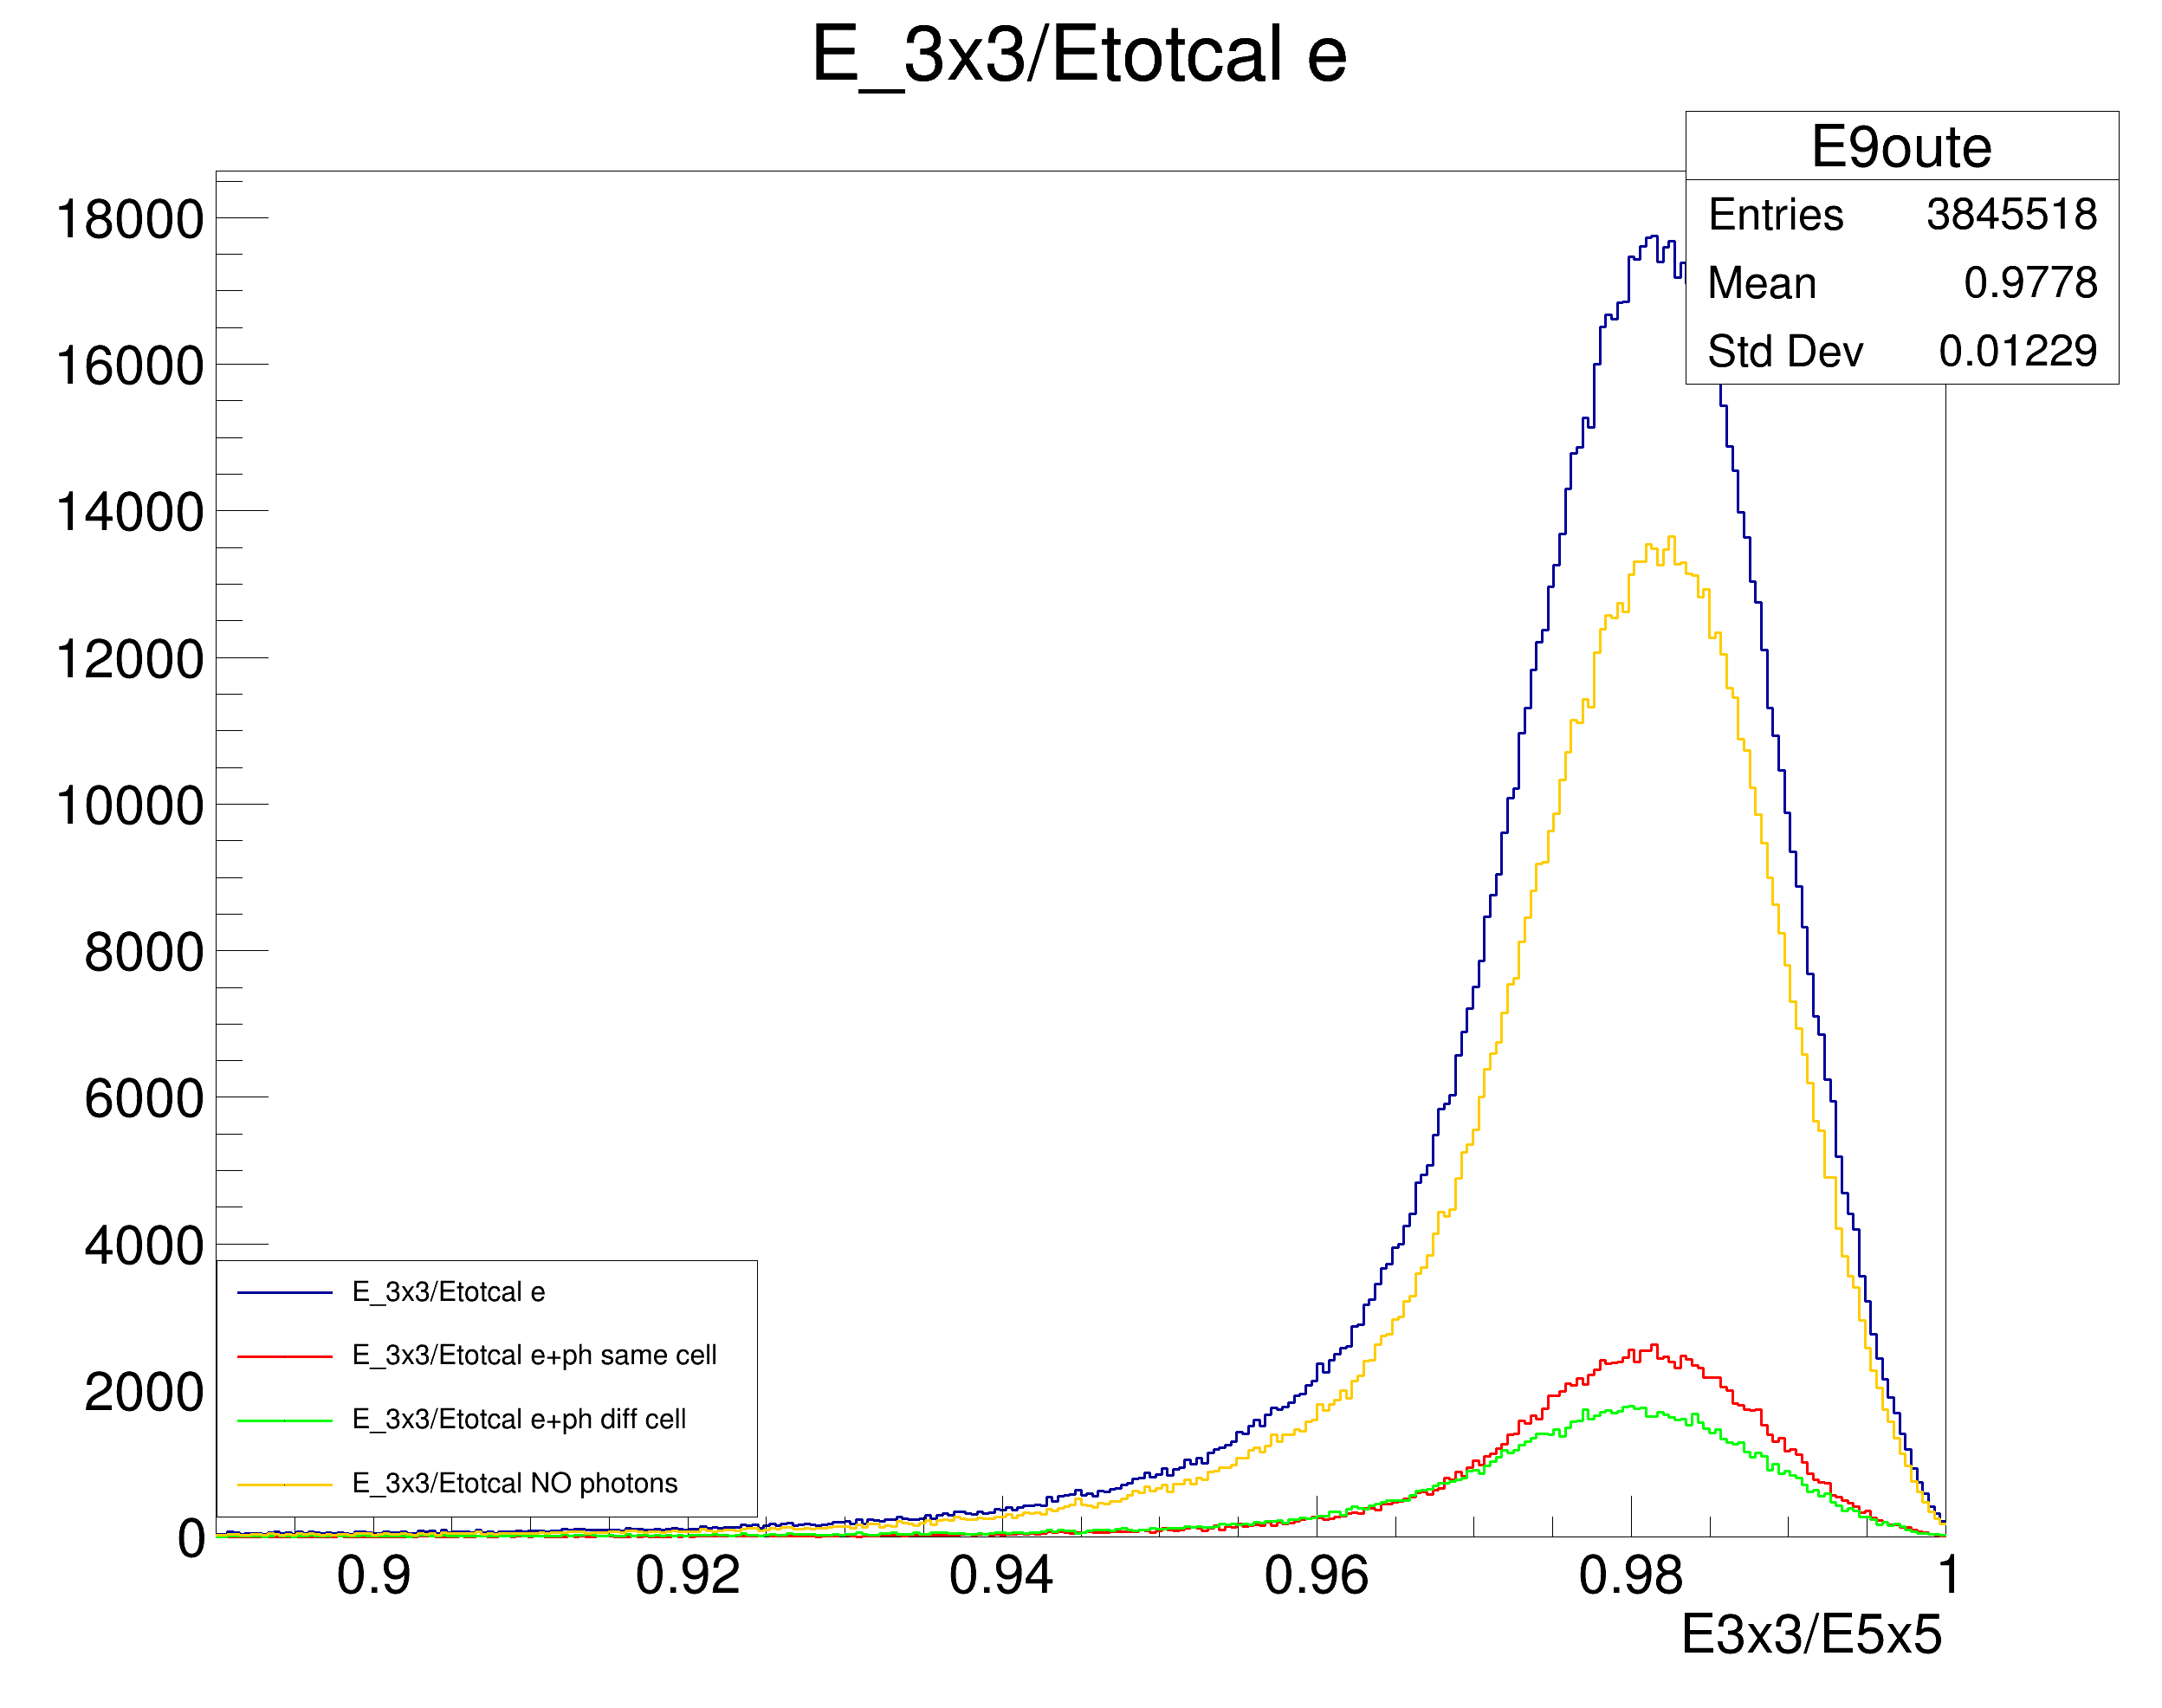 E_3x3/Etotcal e
E9oute
Entries 3845518
Mean 0.9778
Std Dev 0.01229
18000
16000
14000
12000
10000
8000
6000
4000
2000
0
E_3x3/Etotcal e
E_3x3/Etotcal e+ph same cell
E_3x3/Etotcal e+ph diff cell
E_3x3/Etotcal NO photons
0.9 0.92 0.94 0.96 0.98 1
E3x3/E5x5